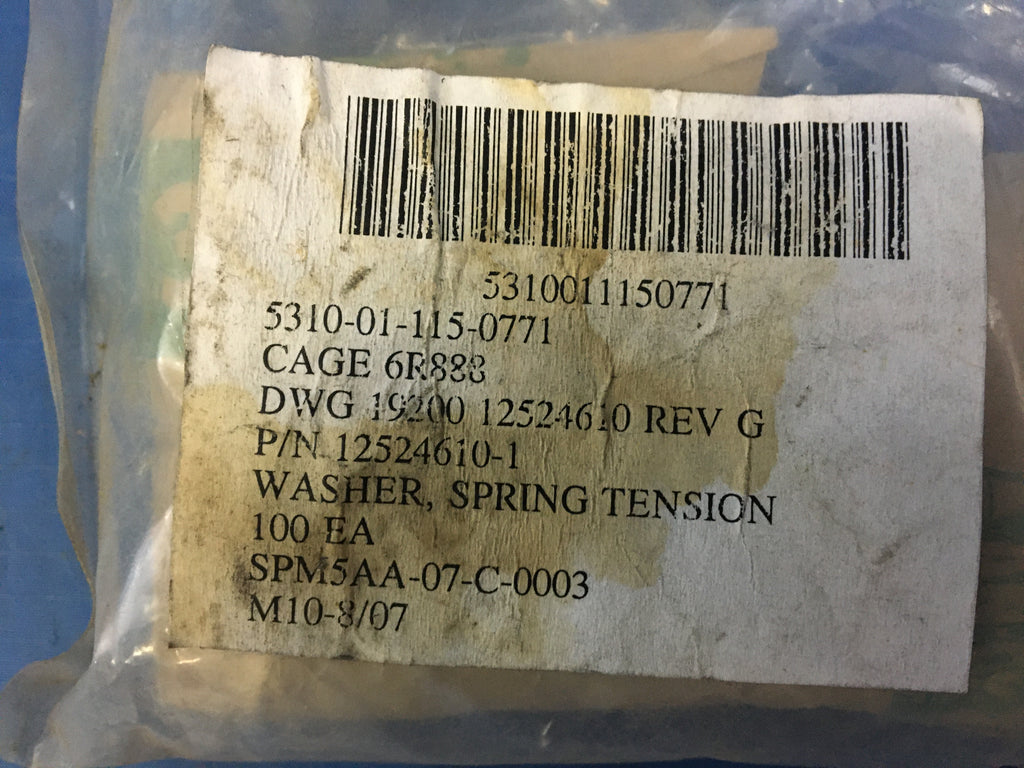 5310011150771
5310-01-115-0771
CAGE 6R888
DWG 19200 12524610 REV G
P/N 12524610-1
WASHER, SPRING TENSION
100 EA
SPM5AA-07-C-0003
M10-8/07